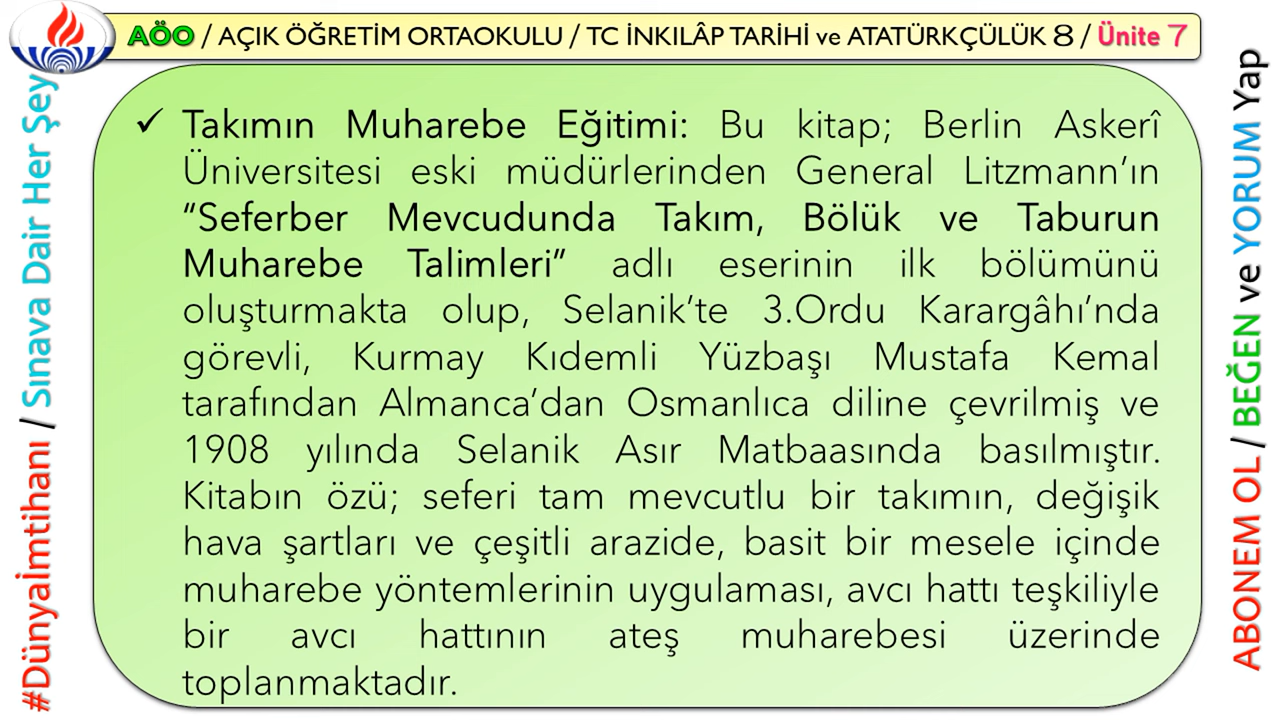 AÖO / AÇIK ÖĞRETİM ORTAOKULU / TC İNKILÂP TARİHİ ve ATATÜRKÇÜLÜK 8 / Ünite 7
#Dünyaİmtihanı / Sınava Dair Her Şey
✓ Takımın Muharebe Eğitimi: Bu kitap; Berlin Askerî
Üniversitesi eski müdürlerinden General Litzmann’ın
“Seferber Mevcudunda Takım, Bölük ve Taburun
Muharebe Talimleri” adlı eserinin ilk bölümünü
oluşturmakta olup, Selanik’te 3.Ordu Karargâhı’nda
görevli, Kurmay Kıdemli Yüzbaşı Mustafa Kemal
tarafından Almanca’dan Osmanlıca diline çevrilmiş ve
1908 yılında Selanik Asır Matbaasında basılmıştır.
Kitabın özü; seferi tam mevcutlu bir takımın, değişik
hava şartları ve çeşitli arazide, basit bir mesele içinde
muharebe yöntemlerinin uygulaması, avcı hattı teşkiliyle
bir avcı hattının ateş muharebesi üzerinde
toplanmaktadır.
ABONEM OL / BEĞEN ve YORUM Yap